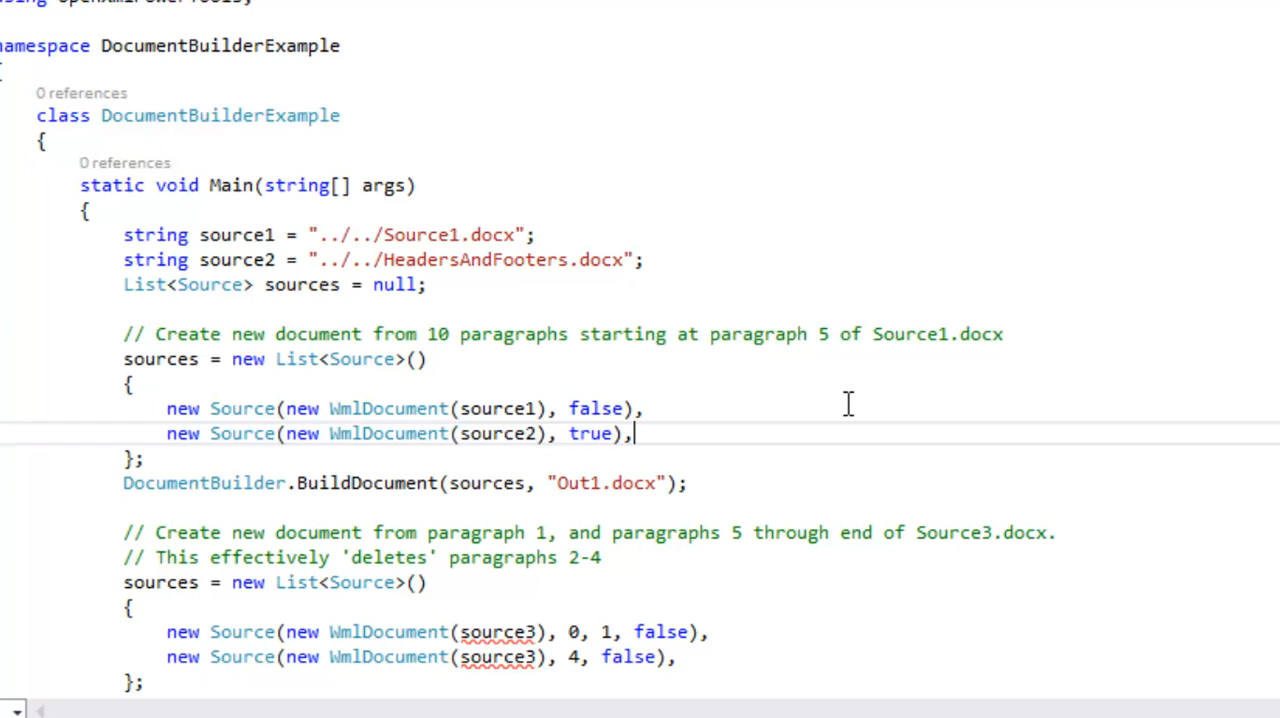 using OpenXmlPowerTools;
namespace DocumentBuilderExample
{
0 references
class DocumentBuilderExample
{
0 references
static void Main(string[] args)
{
string source1 = "../../Source1.docx";
string source2 = "../../HeadersAndFooters.docx";
List<Source> sources = null;
// Create new document from 10 paragraphs starting at paragraph 5 of Source1.docx
sources = new List<Source>()
{
new Source(new WmlDocument(source1), false),
new Source(new WmlDocument(source2), true),
};
DocumentBuilder.BuildDocument(sources, "Out1.docx");
// Create new document from paragraph 1, and paragraphs 5 through end of Source3.docx.
// This effectively 'deletes' paragraphs 2-4
sources = new List<Source>()
{
new Source(new WmlDocument(source3), 0, 1, false),
new Source(new WmlDocument(source3), 4, false),
};